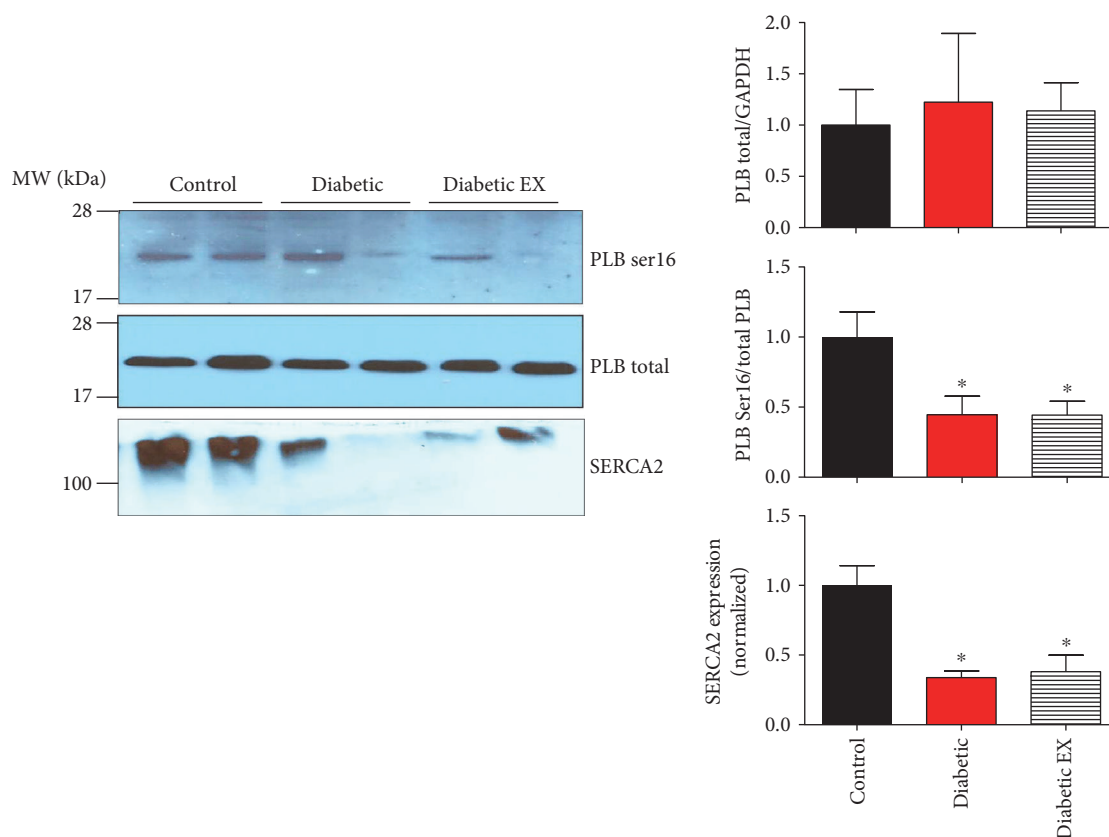 MW (kDa)
Control
Diabetic
Diabetic EX
28
17
PLB ser16
28
17
PLB total
100
SERCA2
2.0
1.5
1.0
0.5
0.0
PLB total/GAPDH
1.5
1.0
0.5
0.0
PLB Ser16/total PLB
*
*
1.5
1.0
0.5
0.0
SERCA2 expression
(normalized)
*
*
Control
Diabetic
Diabetic EX